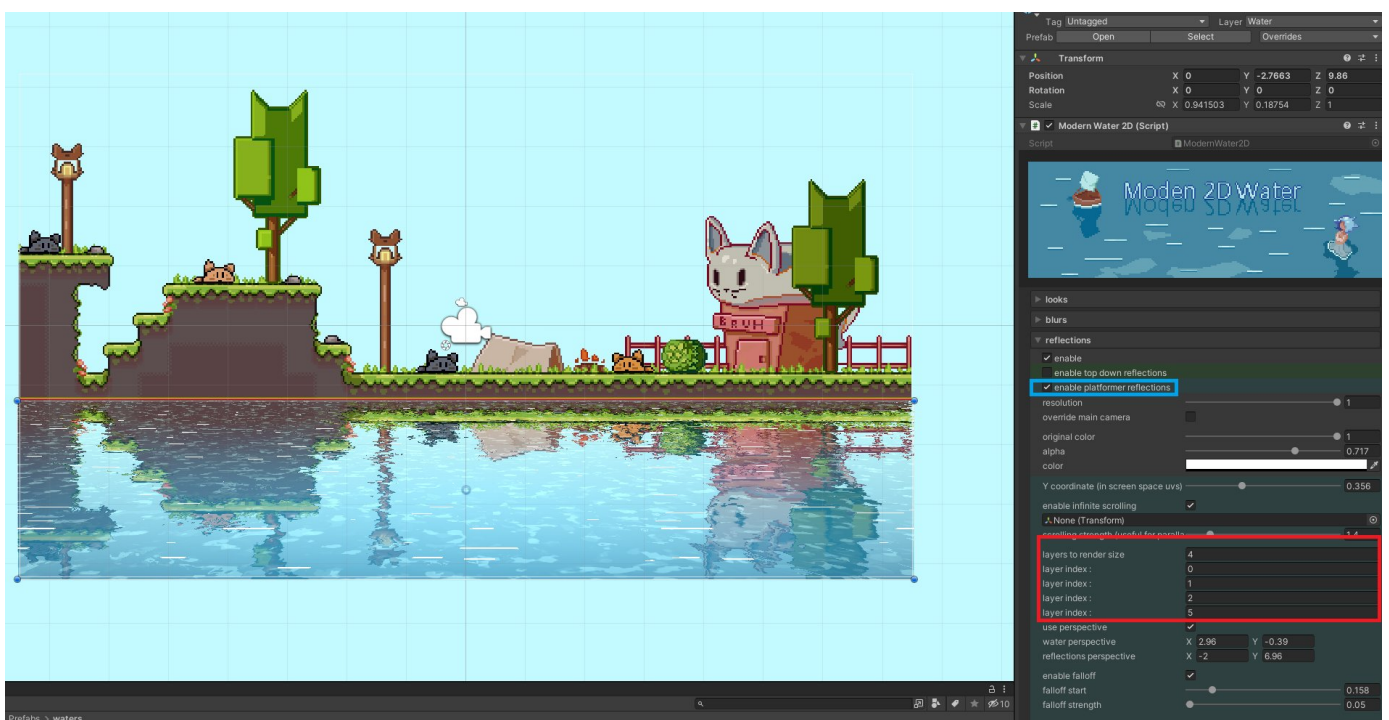 Tag Untagged Layer Water
Prefab Open Select Overrides
Transform
Position X 0 Y -2.7663 Z 9.86
Rotation X 0 Y 0 Z 0
Scale X 0.941503 Y 0.18754 Z 1
Modern Water 2D (Script)
Script ModernWater2D
Moden 2D Water
looks
blurs
reflections
enable
enable top down reflections
enable platformer reflections
resolution 1
override main camera
original color 1
alpha 0.717
color
Y coordinate (in screen space uvs) 0.356
enable infinite scrolling
None (Transform)
scrolling strength (useful for paralla 1.4
layers to render size 4
layer index : 0
layer index : 1
layer index : 2
layer index : 5
use perspective
water perspective X 2.96 Y -0.39
reflections perspective X -2 Y 6.96
enable falloff
falloff start 0.158
falloff strength 0.05
BRUH
10
Prefabs > waters